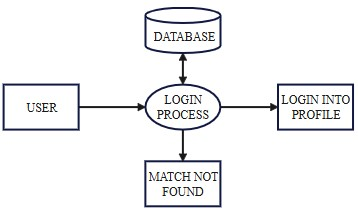 DATABASE
USER
LOGIN
PROCESS
LOGIN INTO
PROFILE
MATCH NOT
FOUND